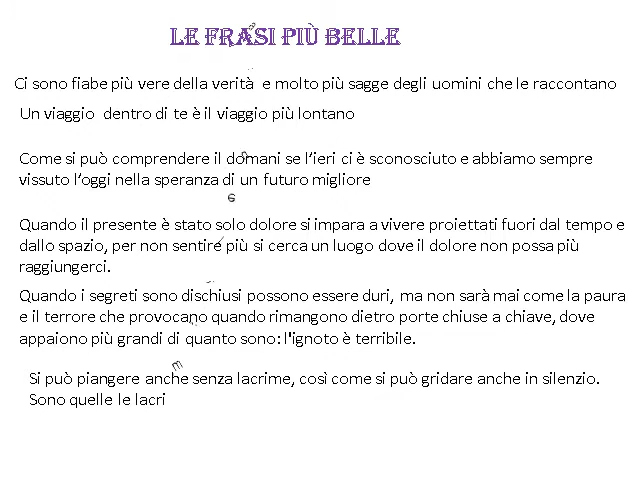 LE FRASI PIÙ BELLE
Ci sono fiabe più vere della verità e molto più sagge degli uomini che le raccontano
Un viaggio dentro di te è il viaggio più lontano
Come si può comprendere il domani se l'ieri ci è sconosciuto e abbiamo sempre
vissuto l'oggi nella speranza di un futuro migliore
e
Quando il presente è stato solo dolore si impara a vivere proiettati fuori dal tempo e
dallo spazio, per non sentire più si cerca un luogo dove il dolore non possa più
raggiungerci.
Quando i segreti sono dischiusi possono essere duri, ma non sarà mai come la paura
e il terrore che provocano quando rimangono dietro porte chiuse a chiave, dove
appaiono più grandi di quanto sono: l'ignoto è terribile.
m
Si può piangere anche senza lacrime, così come si può gridare anche in silenzio.
Sono quelle le lacri